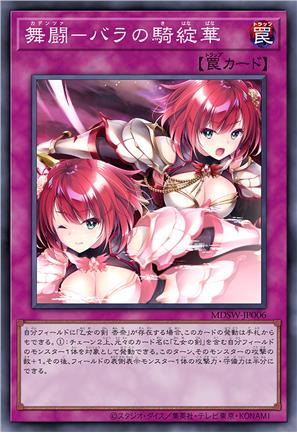 カデンツァ
き はな ばな
舞闘-バラの騎綻華
トラップ
罠
【罠カード】
トラップ
MDSW-JP006
自分フィールドに「乙女の剣 香奈」が存在する場合、このカードの発動は手札から
もできる。①：チェーン2上、元々のカード名に「乙女の剣」を含む自分フィールド
のモンスター1体を対象として発動できる。このターン、そのモンスターの攻撃の
数+1、その後、フィールドの表側表示モンスター1体の攻撃力・守備力は半分に
できる。
©スタジオ・ダイス／集英社・テレビ東京・KONAMI